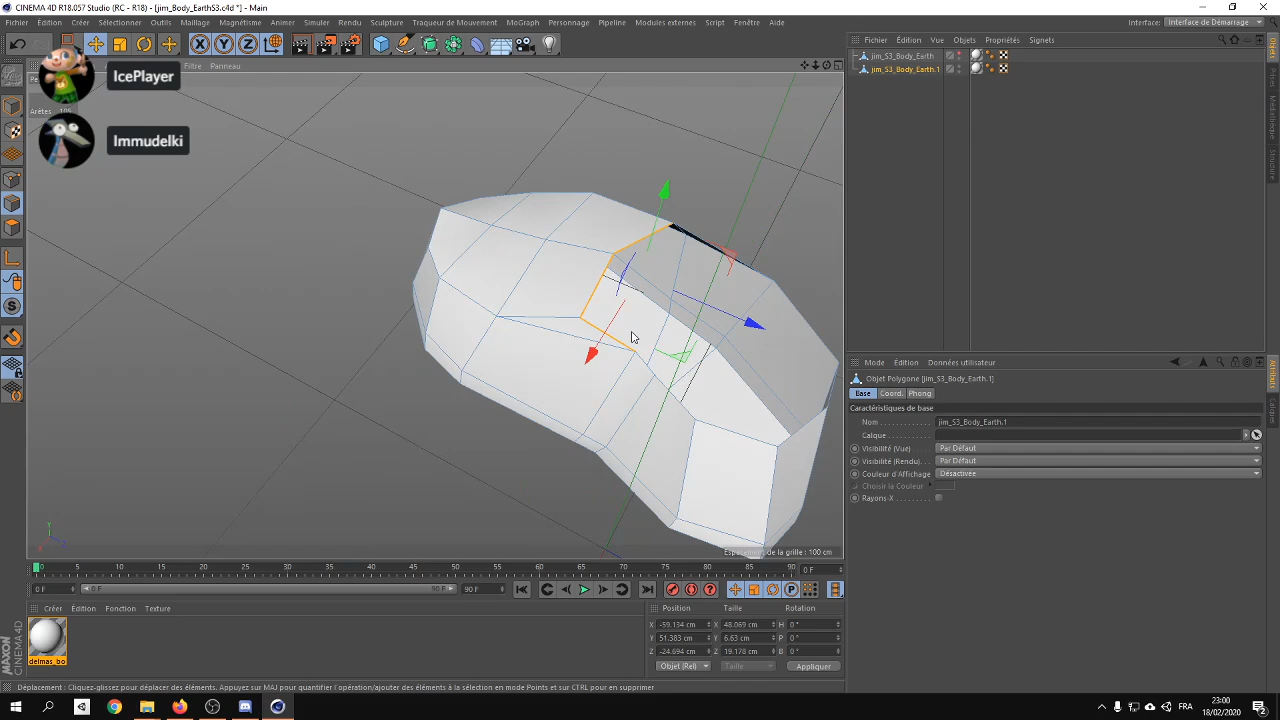 CINEMA 4D R18.057 Studio (RC - R18) - [jim_Body_EarthS3.c4d *] - Main
Fichier Édition Créer Sélectionner Outils Maillage Magnétisme Animer Simuler Rendu Sculpture Traqueur de Mouvement MoGraph Personnage Pipeline Modules externes Script Fenêtre Aide
Interface: Interface de Démarrage
Fichier Édition Vue Objets Propriétés Signets
Filtre Panneau
jim_S3_Body_Earth
jim_S3_Body_Earth.1
IcePlayer
Arêtes 106
Immudelki
Objets
Structure
Mode Édition Données utilisateur
Objet Polygone [jim_S3_Body_Earth.1]
Base Coord. Phong
Caractéristiques de base
Nom jim_S3_Body_Earth.1
Calque
Visibilité (Vue) Par Défaut
Visibilité (Rendu) Par Défaut
Couleur d'Affichage Désactivée
Choisir la Couleur
Rayons-X
Attributs
Calques
Y
Espacement de la grille : 100 cm
0 5 10 15 20 25 30 35 40 45 50 55 60 65 70 75 80 85 90 0 F
0 F 0 F 90 F 90 F
Créer Édition Fonction Texture
Position Taille Rotation
X -59.134 cm X 48.069 cm H 0 °
Y 51.383 cm Y 6.63 cm P 0 °
Z -24.694 cm Z 19.178 cm B 0 °
Objet (Rel) Taille Appliquer
delmas_bo
MAXON CINEMA 4D
Déplacement : Cliquez-glissez pour déplacer des éléments. Appuyez sur MAJ pour quantifier l'opération/ajouter des éléments à la sélection en mode Points et sur CTRL pour en supprimer
FRA
23:00
18/02/2020
2